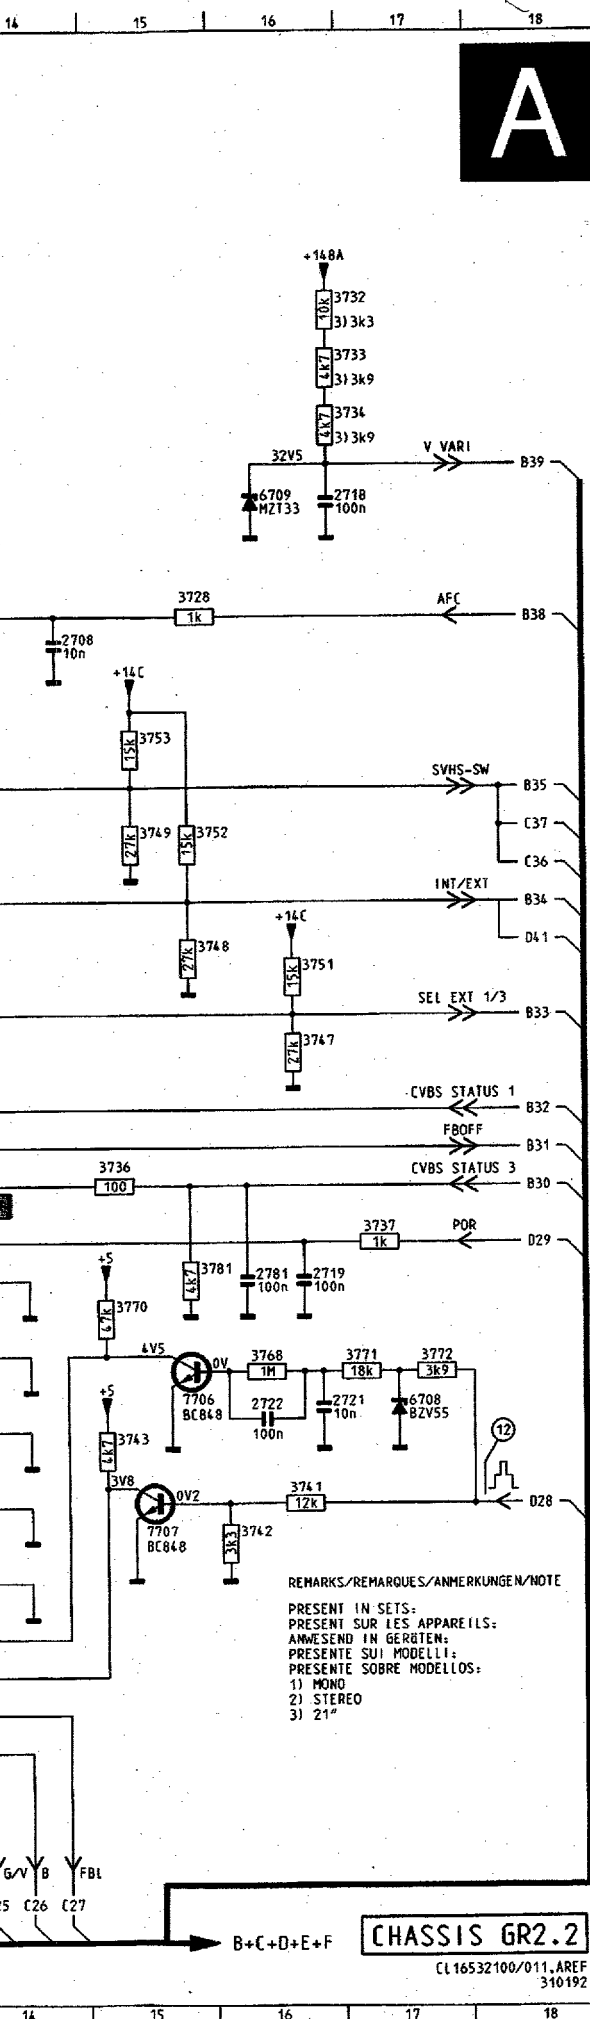 14 15 16 17 18
A
+148A
3732
10k
3)3k3
3733
4k7
3)3k9
3734
4k7
3)3k9
32V5
V VARI
B39
6709
MZT33
2718
100n
3728
1k
AFC
B38
2708
10n
+14C
3753
15k
SVHS-SW
B35
3749
27k
3752
15k
C37
C36
INT/EXT
B34
+14C
D41
3748
27k
3751
15k
SEL EXT 1/3
B33
3747
27k
CVBS STATUS 1
B32
FBOFF
B31
3736
100
CVBS STATUS 3
B30
3737
1k
POR
D29
+5
3781
4k7
2781
100n
2719
100n
3770
47k
4V5
0V
3768
1M
3771
18k
3772
3k9
7706
BC848
2722
100n
2721
10n
6708
BZV55
+5
3743
4k7
12
3V8
0V2
3741
12k
D28
7707
BC848
3742
3k3
REMARKS/REMARQUES/ANMERKUNGEN/NOTE
PRESENT IN SETS:
PRESENT SUR LES APPAREILS:
ANWESEND IN GERÄTEN:
PRESENTE SUI MODELLI:
PRESENTE SOBRE MODELLOS:
1) MONO
2) STEREO
3) 21"
G/V B FBL
C26 C27
B+C+D+E+F
CHASSIS GR2.2
CL16532100/011.AREF
310192
14 15 16 17 18